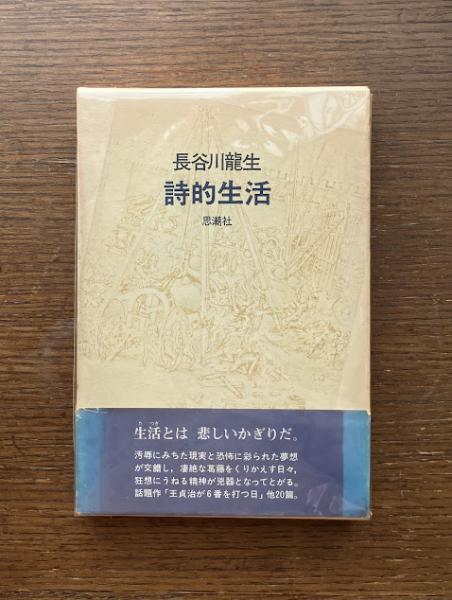 長谷川龍生
詩的生活
思潮社
生活とは 悲しいかぎりだ。
汚辱にみちた現実と恐怖に彩られた夢想
が交錯し，凄絶な葛藤をくりかえす日々，
狂想にうねる精神が兇器となってとがる。
話題作「王貞治が6番を打つ日」他20篇。